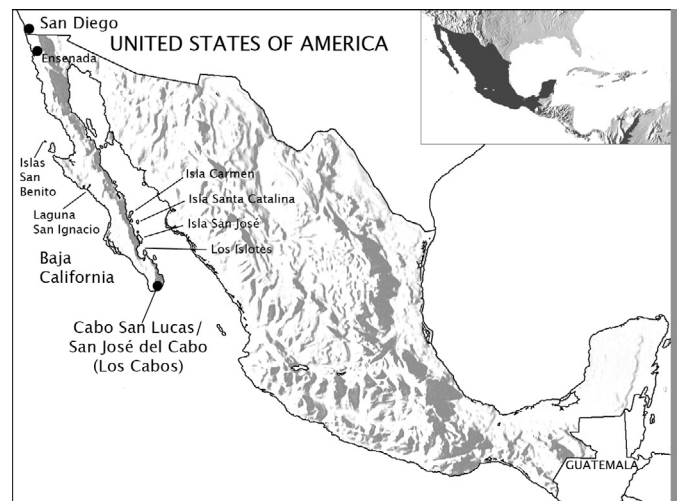 San Diego
UNITED STATES OF AMERICA
Ensenada
Islas
San
Benito
Isla Carmen
Isla Santa Catalina
Laguna
San Ignacio
Isla San José
Los Islotes
Baja
California
Cabo San Lucas/
San José del Cabo
(Los Cabos)
GUATEMALA